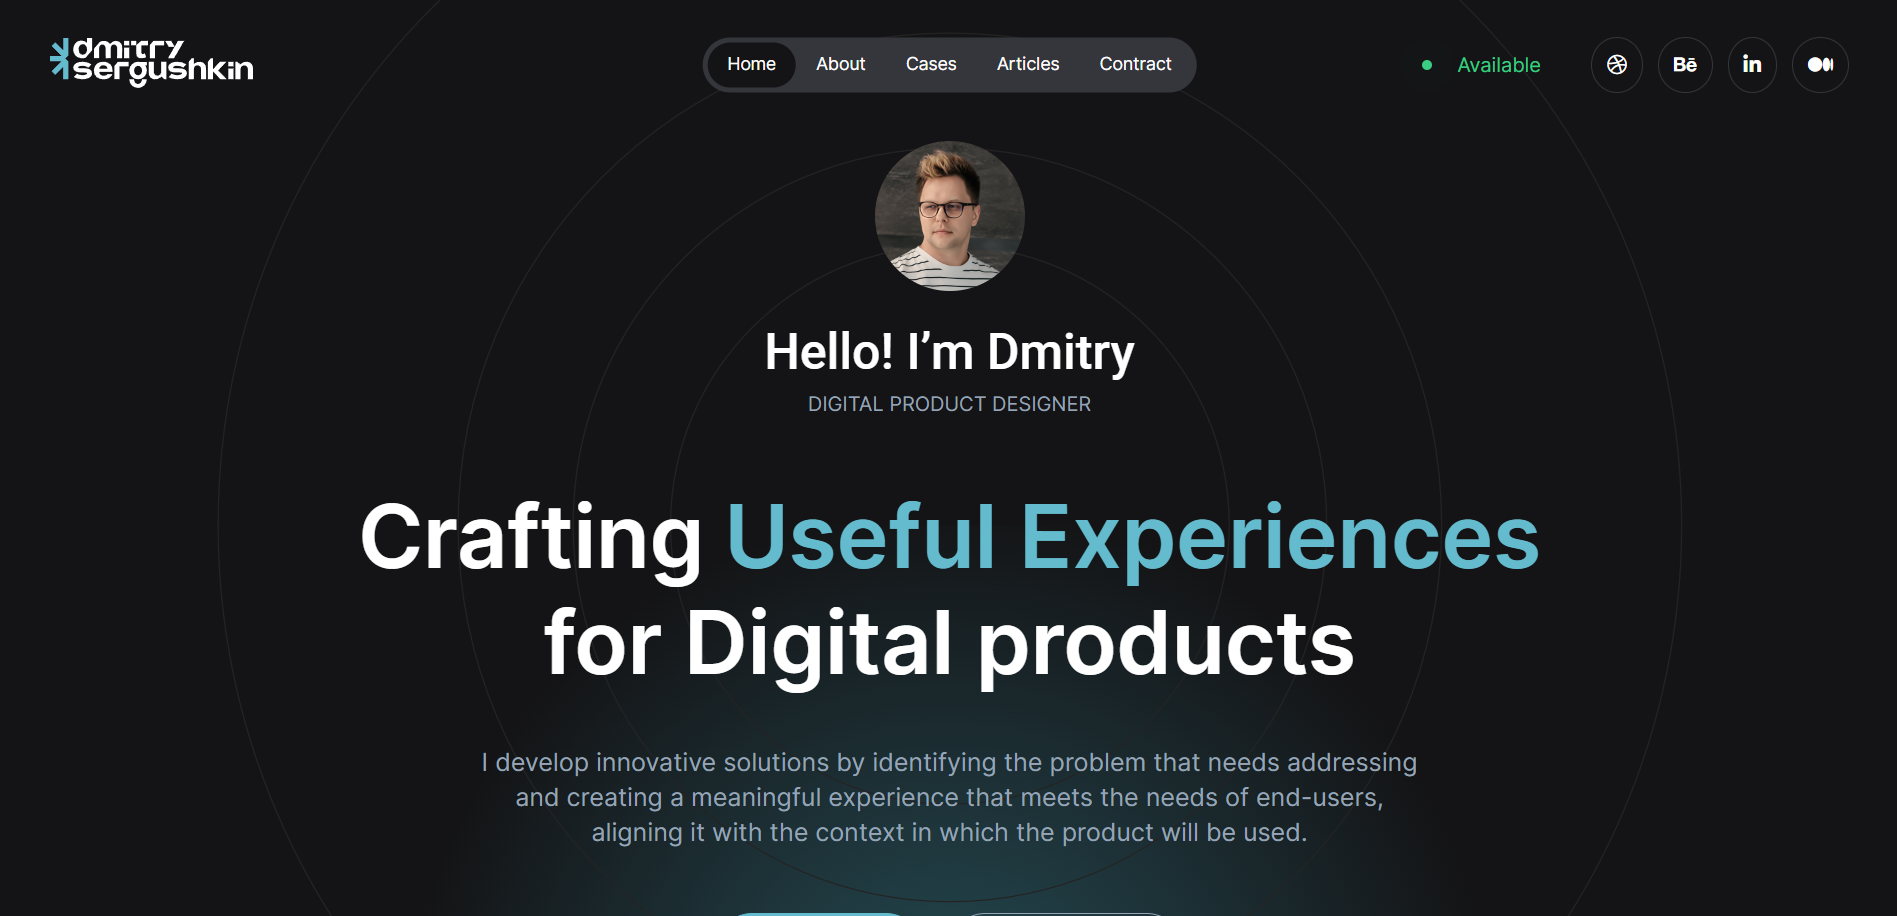 dmitry
sergushkin
Home About Cases Articles Contract
Available
Bē in
Hello! I’m Dmitry
DIGITAL PRODUCT DESIGNER
Crafting Useful Experiences
for Digital products
I develop innovative solutions by identifying the problem that needs addressing
and creating a meaningful experience that meets the needs of end-users,
aligning it with the context in which the product will be used.